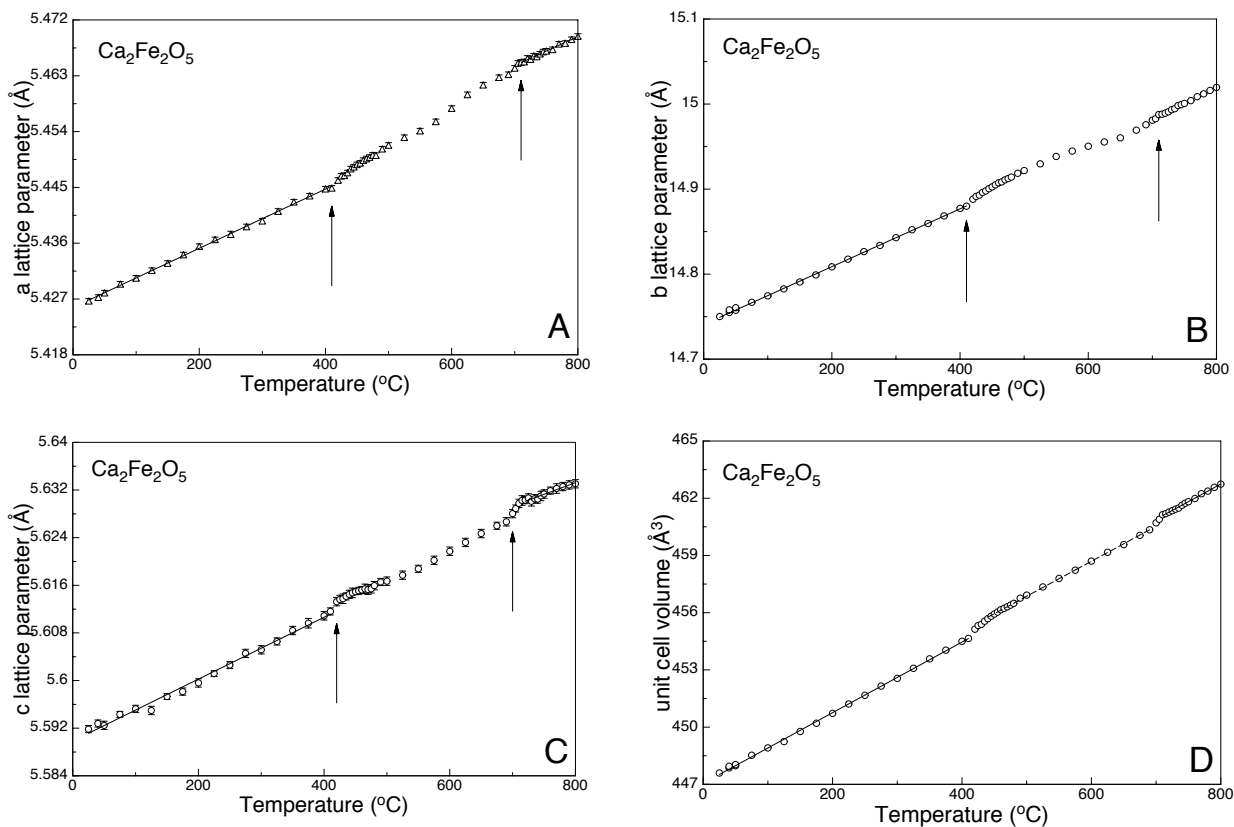 5.472
5.463
5.454
5.445
5.436
5.427
5.418
a lattice parameter (Å)
Ca2Fe2O5
A
0 200 400 600 800
Temperature (oC)
15.1
15
14.9
14.8
14.7
b lattice parameter (Å)
Ca2Fe2O5
B
0 200 400 600 800
Temperature (oC)
5.64
5.632
5.624
5.616
5.608
5.6
5.592
5.584
c lattice parameter (Å)
Ca2Fe2O5
C
0 200 400 600 800
Temperature (oC)
465
462
459
456
453
450
447
unit cell volume (Å3)
Ca2Fe2O5
D
0 200 400 600 800
Temperature (oC)